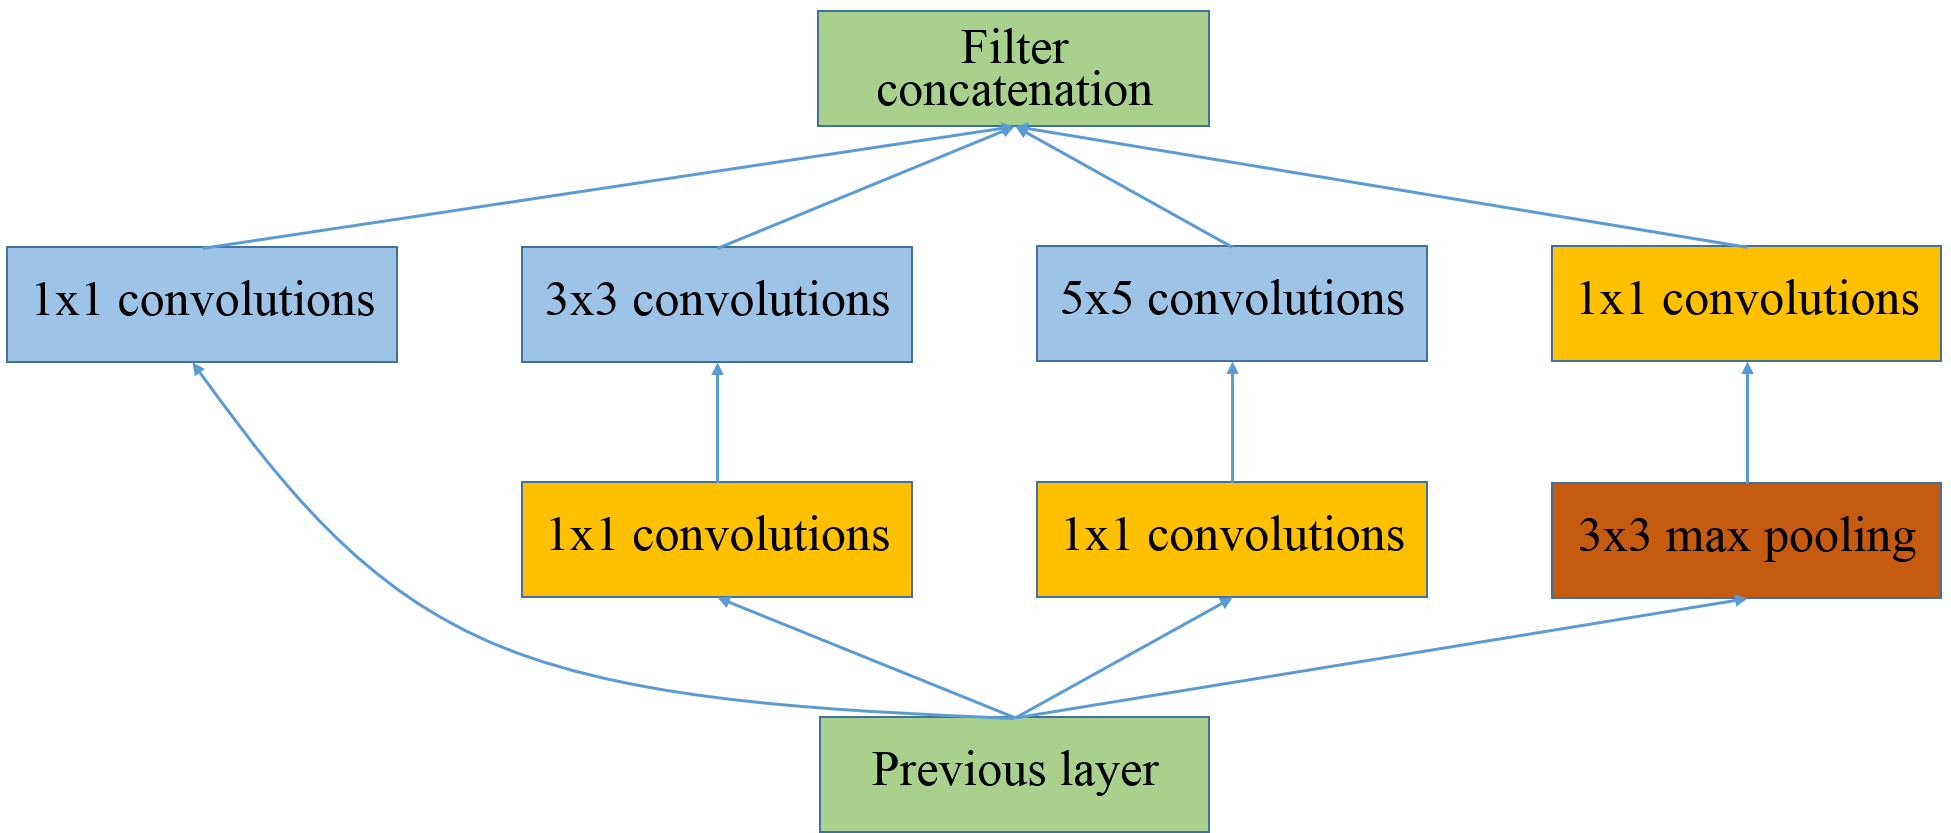 Filter
concatenation
1x1 convolutions
3x3 convolutions
5x5 convolutions
1x1 convolutions
1x1 convolutions
1x1 convolutions
3x3 max pooling
Previous layer